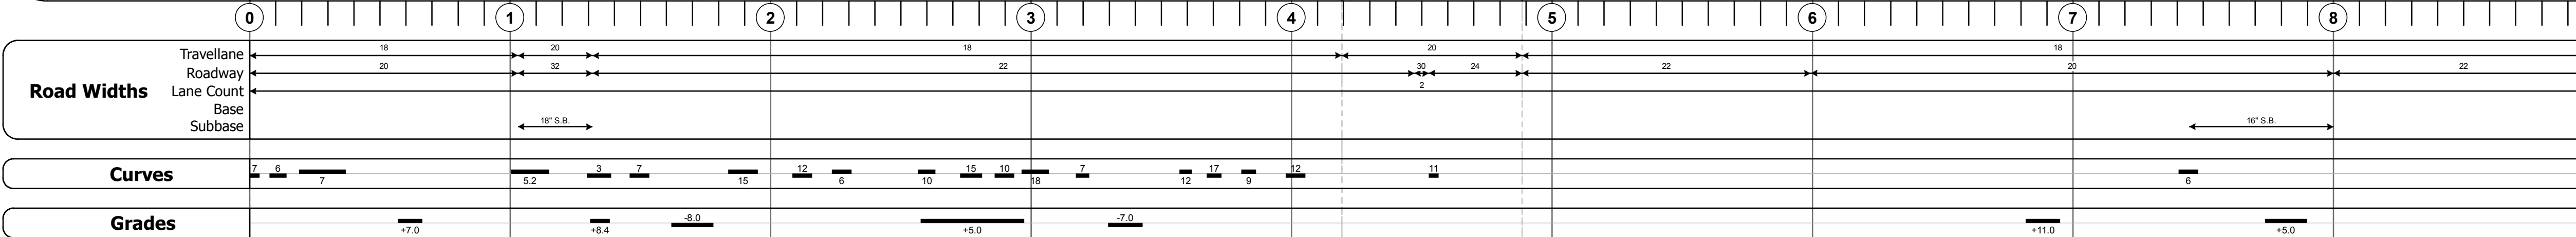 0 1 2 3 4 5 6 7 8
Travellane 18 20 18 20 18
Roadway 20 32 22 30 24 22 20 22
Road Widths
Lane Count 2
Base
Subbase 18" S.B. 16" S.B.
7 6 3 7 12 15 10 7 17 12 11
Curves
7 5.2 15 6 10 18 12 9 6
-8.0 -7.0
Grades
+7.0 +8.4 +5.0 +11.0 +5.0